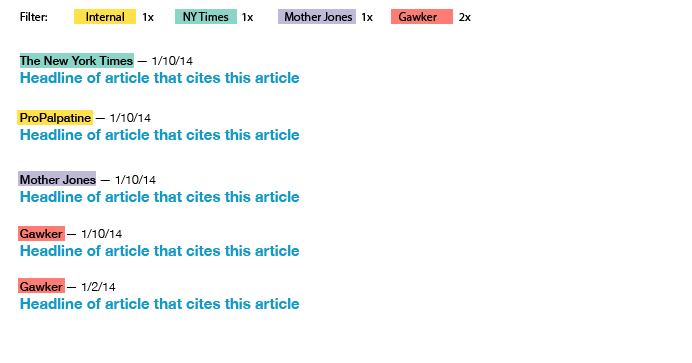 Filter: Internal 1x NYTimes 1x Mother Jones 1x Gawker 2x
The New York Times — 1/10/14
Headline of article that cites this article
ProPalpatine — 1/10/14
Headline of article that cites this article
Mother Jones — 1/10/14
Headline of article that cites this article
Gawker — 1/10/14
Headline of article that cites this article
Gawker — 1/2/14
Headline of article that cites this article